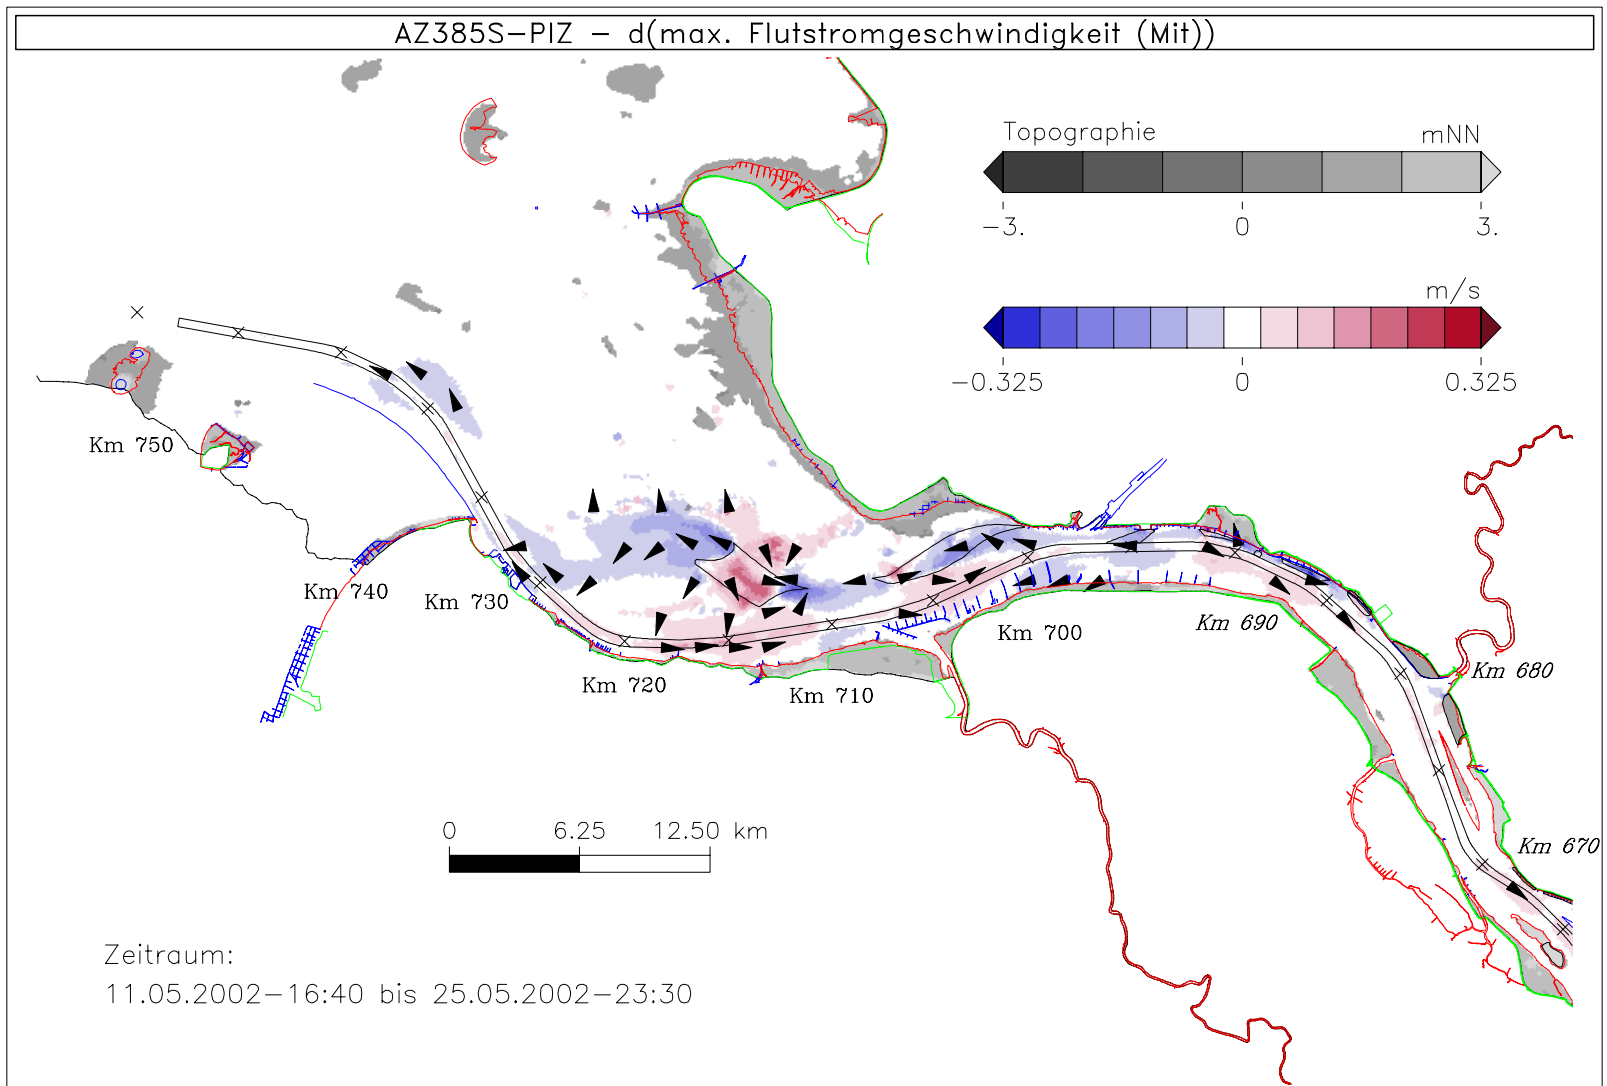 AZ385S-PIZ - d(max. Flutstromgeschwindigkeit (Mit))
Topographie mNN
-3. 0 3.
m/s
-0.325 0 0.325
Km 750
Km 740
Km 730
Km 720
Km 710
Km 700
Km 690
Km 680
Km 670
0 6.25 12.50 km
Zeitraum:
11.05.2002-16:40 bis 25.05.2002-23:30